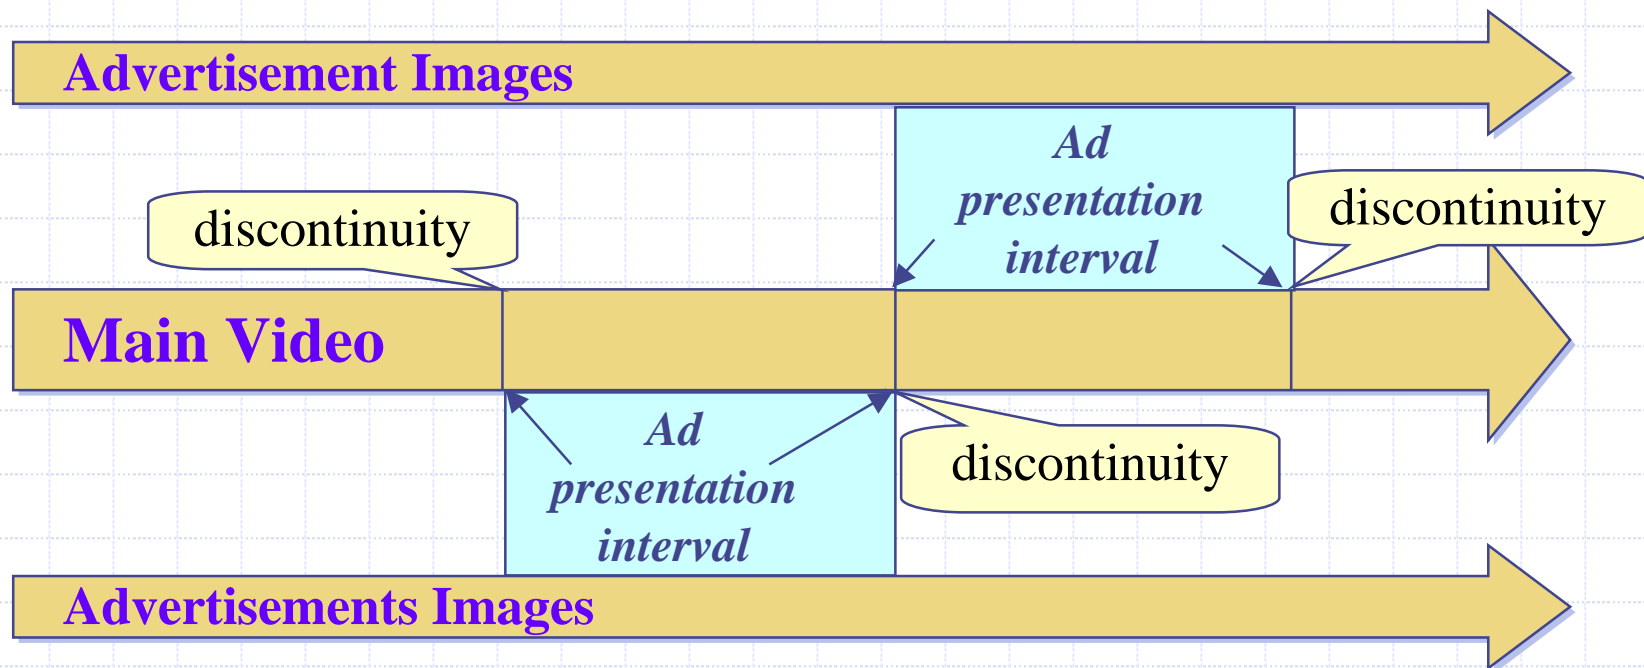 Advertisement Images
Ad
presentation
interval
discontinuity
discontinuity
Main Video
Ad
presentation
interval
discontinuity
Advertisements Images